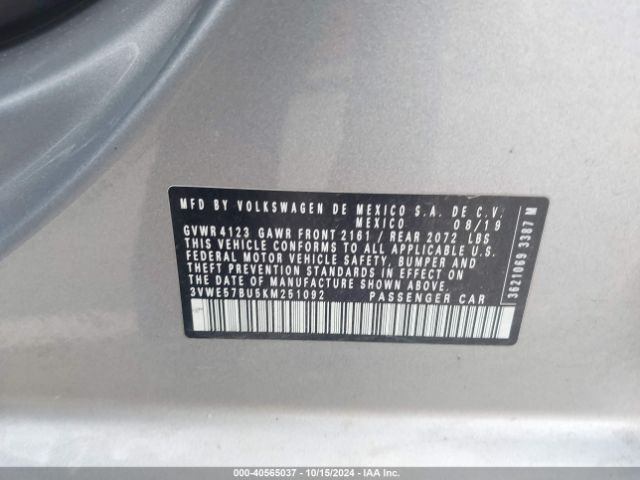 MFD BY VOLKSWAGEN DE MEXICO S.A. DE C.V.
MEXICO 08/19
GVWR 4123 GAWR FRONT 2161 / REAR 2072 LBS
THIS VEHICLE CONFORMS TO ALL APPLICABLE U.S.
FEDERAL MOTOR VEHICLE SAFETY, BUMPER AND
THEFT PREVENTION STANDARDS IN EFFECT ON
THE DATE OF MANUFACTURE SHOWN ABOVE.
3VWE57BU5KM251092 PASSENGER CAR
3621069 3387 M
IAA - 40565037 - 10/15/2024 - IAA Inc.